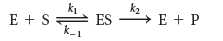 E + S ⇌ ES → E + P
k₁ k₂
k₋₁